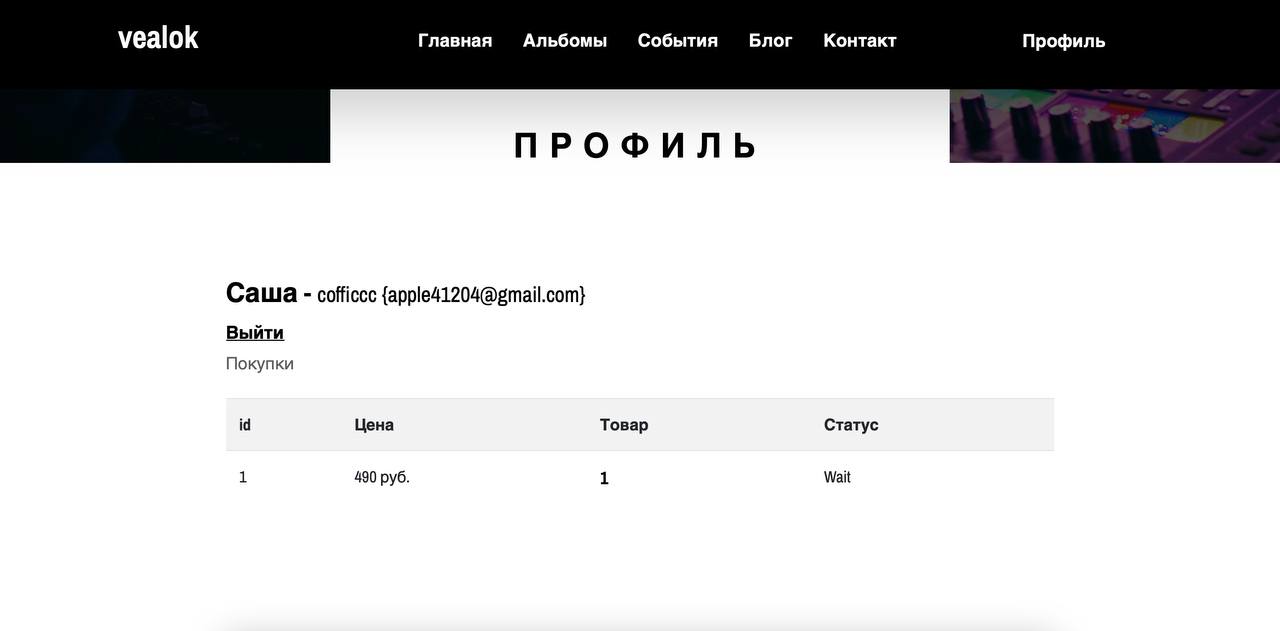 vealok Главная Альбомы События Блог Контакт Профиль
ПРОФИЛЬ
Саша - cofficcc {apple41204@gmail.com}
Выйти
Покупки
id Цена Товар Статус
1 490 руб. 1 Wait